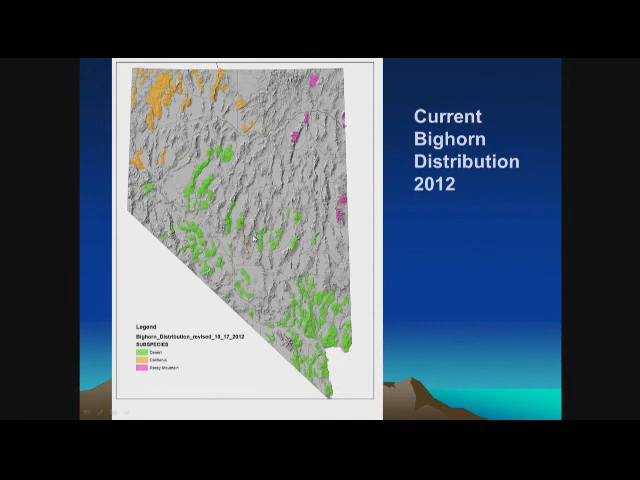 Current
Bighorn
Distribution
2012
Legend
Bighorn_Distribution_revised_10_17_2012
SUBSPECIES
Desert
California
Rocky Mountain